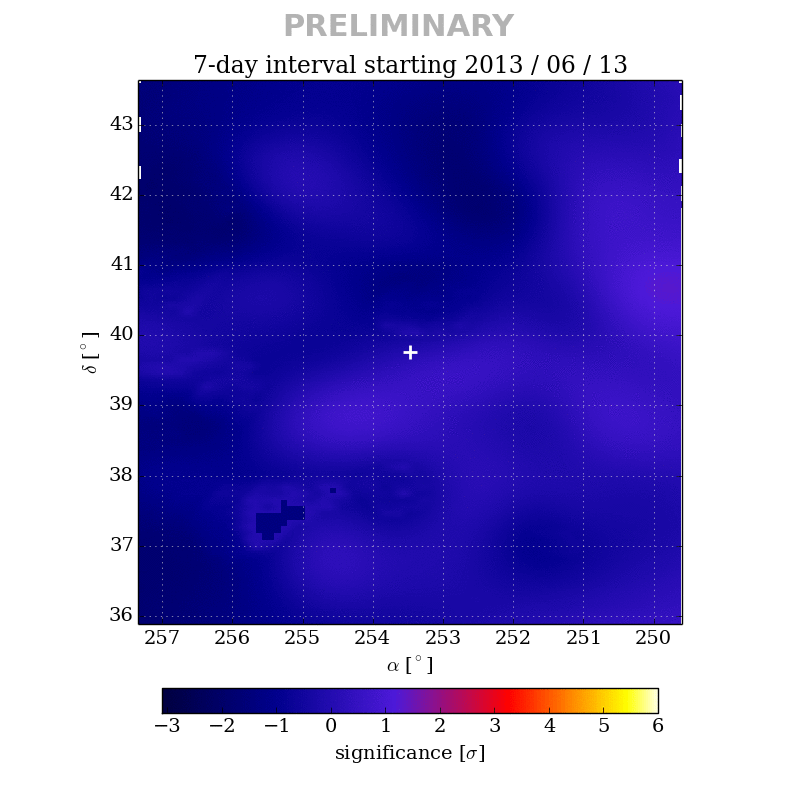 PRELIMINARY
7-day interval starting 2013 / 06 / 13
43
42
41
40
39
38
37
36
δ [°]
257 256 255 254 253 252 251 250
α [°]
−3 −2 −1 0 1 2 3 4 5 6
significance [σ]